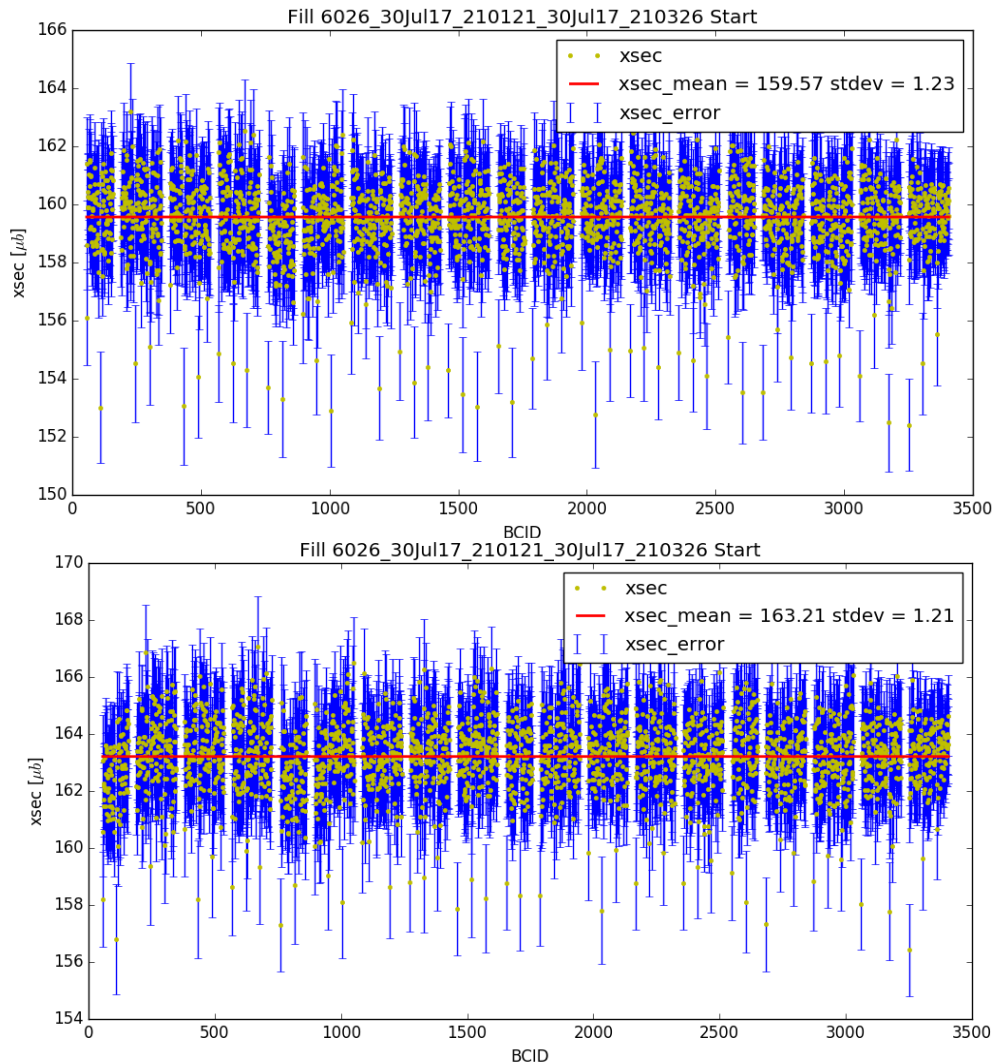 Fill 6026_30Jul17_210121_30Jul17_210326 Start
166
164
162
160
158
156
154
152
150
xsec [μb]
xsec
xsec_mean = 159.57 stdev = 1.23
xsec_error
0 500 1000 1500 2000 2500 3000 3500
BCID
Fill 6026_30Jul17_210121_30Jul17_210326 Start
170
168
166
164
162
160
158
156
154
xsec [μb]
xsec
xsec_mean = 163.21 stdev = 1.21
xsec_error
0 500 1000 1500 2000 2500 3000 3500
BCID